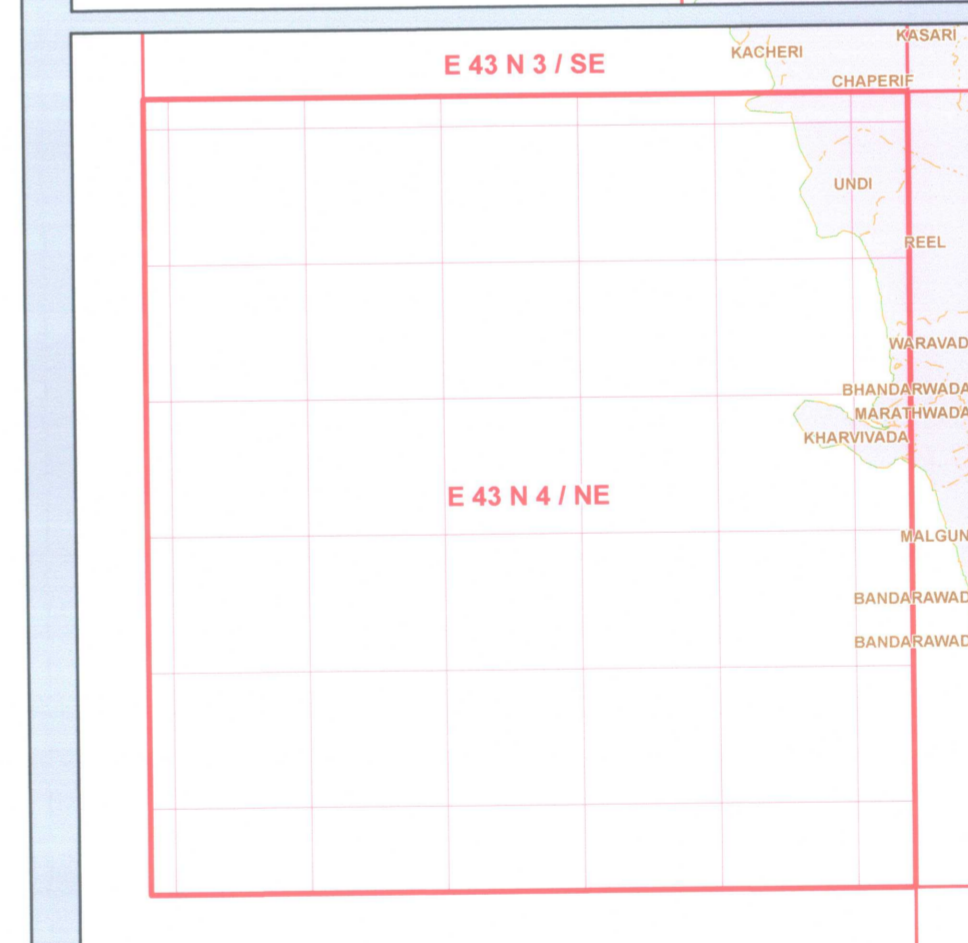 KASARI
KACHERI
E 43 N 3 / SE
CHAPERIF
UNDI
REEL
WARAVAD
BHANDARWADA
MARATHWADA
KHARVIVADA
E 43 N 4 / NE
MALGUN
BANDARAWAD
BANDARAWAD